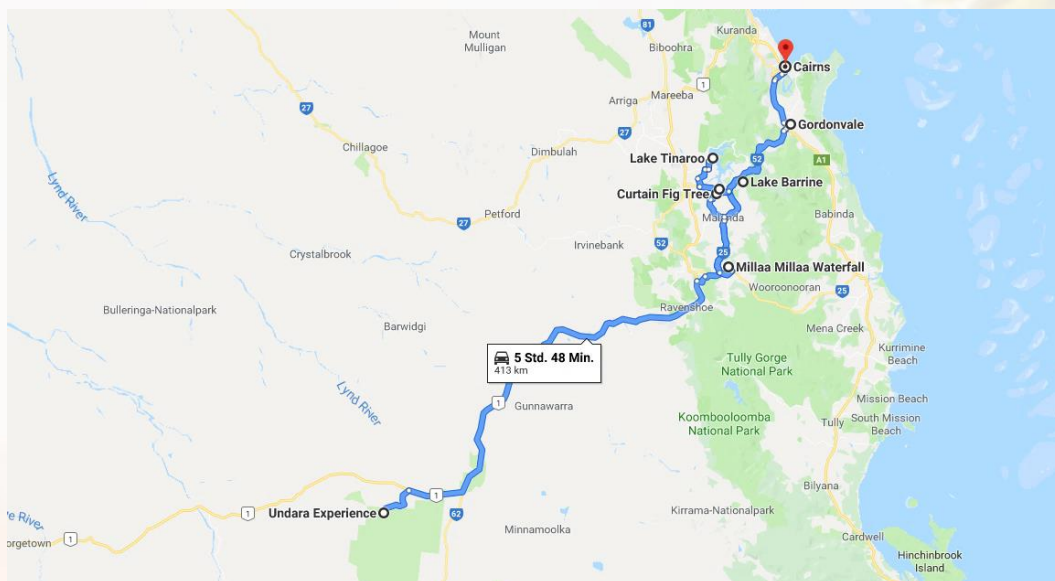 Mount
Mulligan
81
Kuranda
Biboohra
1
Cairns
27
Arriga
Mareeba
Gordonvale
27
Chillagoe
Dimbulah
Lake Tinaroo
52
A1
Lake Barrine
Curtain Fig Tree
Lynd River
Petford
27
Babinda
Irvinebank
52
25
Crystalbrook
Millaa Millaa Waterfall
Wooroonooran
25
Bulleringa-Nationalpark
Ravenshoe
Barwidgi
Mena Creek
Kurrimine
Beach
5 Std. 48 Min.
413 km
Tully Gorge
National Park
Lynd River
1
Gunnawarra
Mission Beach
Koombooloomba
National Park
Tully
South Mission
Beach
Bilyana
1
62
Undara Experience
1
Kirrama-Nationalpark
Minnamoolka
River
orgetown
1
Cardwell
Hinchinbrook
Island